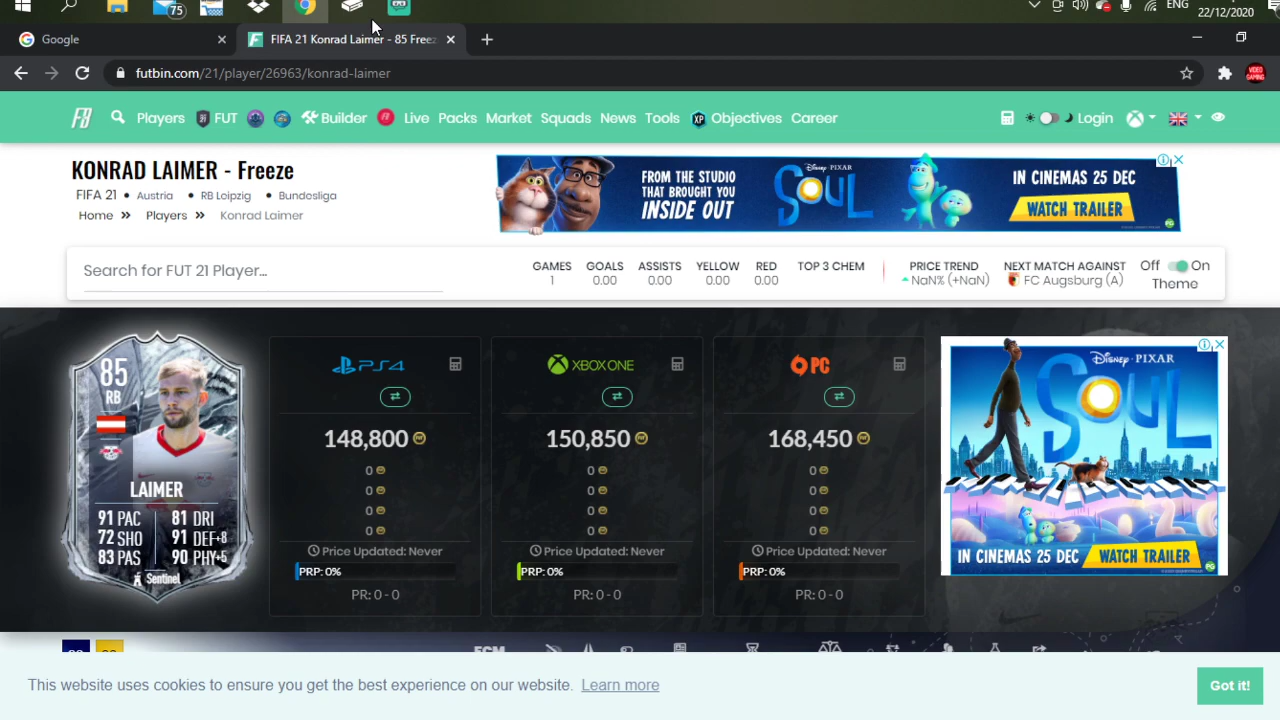 75
ENG
22/12/2020
Google
FIFA 21 Konrad Laimer - 85 Freez
futbin.com/21/player/26963/konrad-laimer
VIDEO GAMING
Players
FUT
Builder
Live
Packs
Market
Squads
News
Tools
XP
Objectives
Career
Login
KONRAD LAIMER - Freeze
FIFA 21 • Austria • RB Leipzig • Bundesliga
Home » Players » Konrad Laimer
FROM THE STUDIO
THAT BROUGHT YOU
INSIDE OUT
DISNEY PIXAR
SOUL
IN CINEMAS 25 DEC
WATCH TRAILER
PG
Search for FUT 21 Player...
GAMES
1
GOALS
0.00
ASSISTS
0.00
YELLOW
0.00
RED
0.00
TOP 3 CHEM
PRICE TREND
NaN% (+NaN)
NEXT MATCH AGAINST
FC Augsburg (A)
Off On
Theme
85
RB
LAIMER
91 PAC 81 DRI
72 SHO 91 DEF+8
83 PAS 90 PHY+5
Sentinel
PS4
148,800
0
0
0
0
Price Updated: Never
PRP: 0%
PR: 0 - 0
XBOX ONE
150,850
0
0
0
0
Price Updated: Never
PRP: 0%
PR: 0 - 0
PC
168,450
0
0
0
0
Price Updated: Never
PRP: 0%
PR: 0 - 0
Disney · PIXAR
SOUL
IN CINEMAS 25 DEC
WATCH TRAILER
PG
This website uses cookies to ensure you get the best experience on our website. Learn more
Got it!